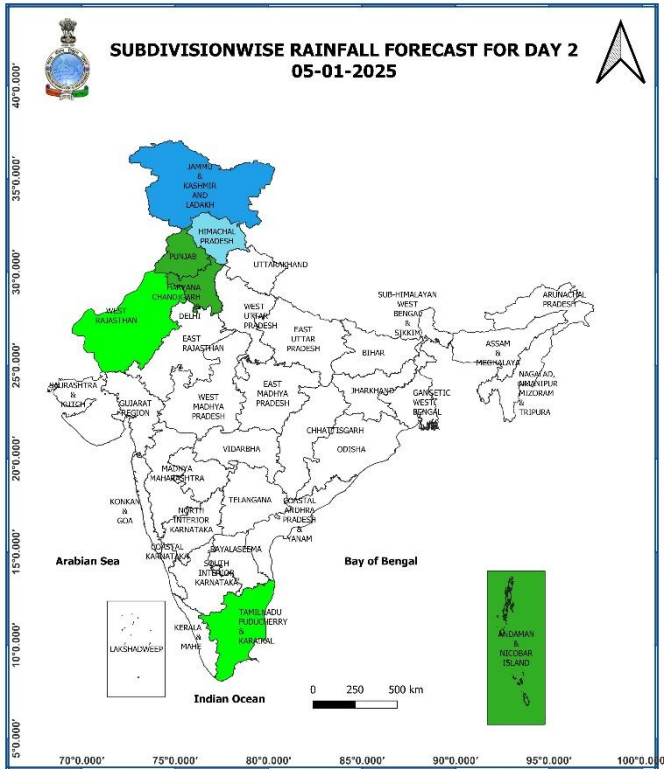 SUBDIVISIONWISE RAINFALL FORECAST FOR DAY 2
05-01-2025
40°0.000'
35°0.000'
30°0.000'
25°0.000'
20°0.000'
15°0.000'
10°0.000'
5°0.000'
JAMMU
&
KASHMIR
AND
LADAKH
HIMACHAL
PRADESH
PUNJAB
UTTARAKHAND
HARYANA
CHANDIGARH
&
DELHI
WEST
RAJASTHAN
EAST
RAJASTHAN
WEST
UTTAR
PRADESH
EAST
UTTAR
PRADESH
SUB-HIMALAYAN
WEST
BENGAL
&
SIKKIM
ARUNACHAL
PRADESH
ASSAM
&
MEGHALAYA
NAGALAD,
MANIPUR
MIZORAM
&
TRIPURA
BIHAR
SAURASHTRA
&
KUTCH
GUJARAT
REGION
WEST
MADHYA
PRADESH
EAST
MADHYA
PRADESH
JHARKHAND
GANGETIC
WEST
BENGAL
CHHATTISGARH
ODISHA
VIDARBHA
MADHYA
MAHARASHTRA
KONKAN
&
GOA
TELANGANA
NORTH
INTERIOR
KARNATAKA
COASTAL
ANDHRA
PRADESH
&
YANAM
COASTAL
KARNATAKA
RAYALASEEMA
SOUTH
INTERIOR
KARNATAKA
Arabian Sea
Bay of Bengal
TAMILNADU
PUDUCHERRY
&
KARAIKAL
KERALA
&
MAHE
LAKSHADWEEP
ANDAMAN
&
NICOBAR
ISLAND
Indian Ocean
0 250 500 km
70°0.000' 75°0.000' 80°0.000' 85°0.000' 90°0.000' 95°0.000' 100°0.000'